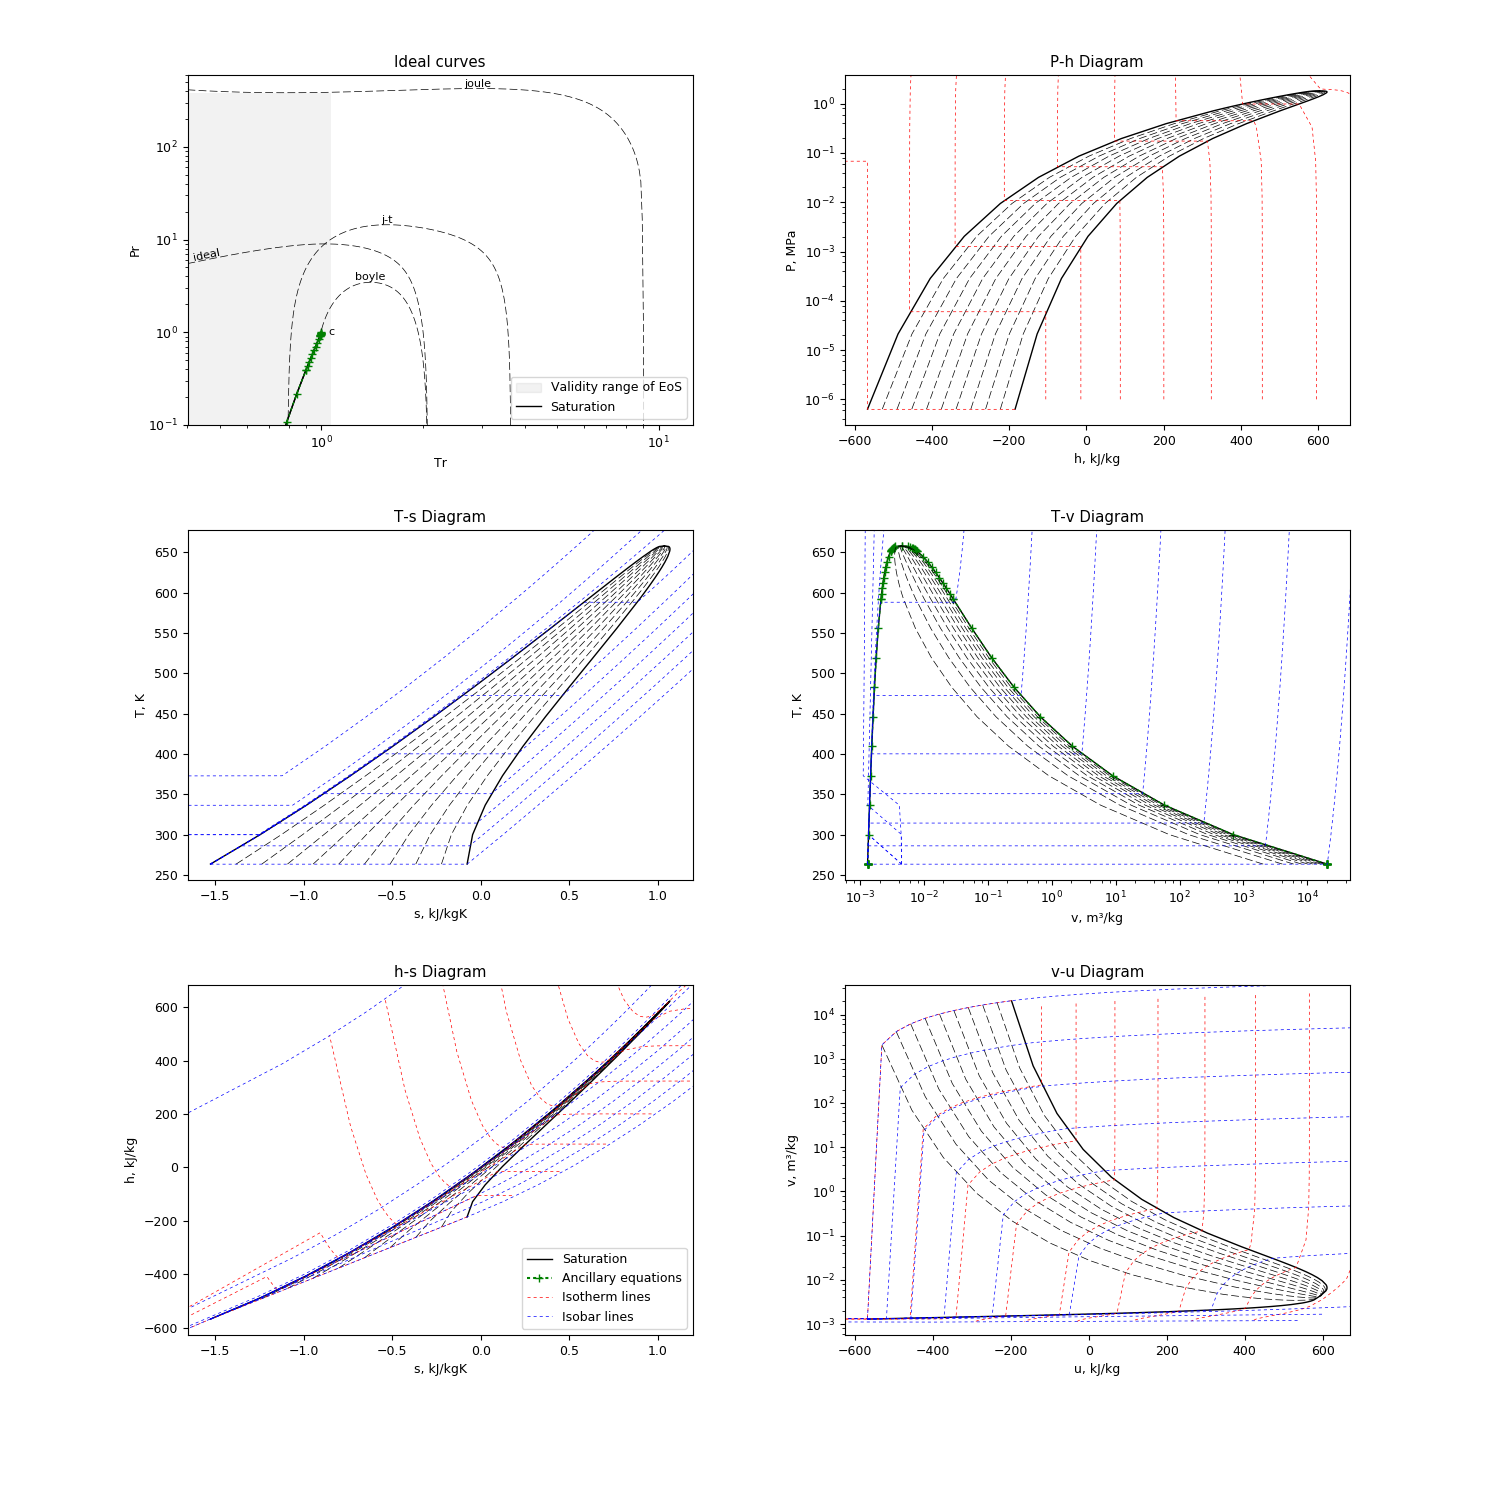 Ideal curves
joule
j-t
ideal
boyle
c
10²
10¹
10⁰
10⁻¹
Pr
Validity range of EoS
Saturation
10⁰ 10¹
Tr
P-h Diagram
10⁰
10⁻¹
10⁻²
10⁻³
10⁻⁴
10⁻⁵
10⁻⁶
P, MPa
−600 −400 −200 0 200 400 600
h, kJ/kg
T-s Diagram
650
600
550
500
450
400
350
300
250
T, K
−1.5 −1.0 −0.5 0.0 0.5 1.0
s, kJ/kgK
T-v Diagram
650
600
550
500
450
400
350
300
250
T, K
10⁻³ 10⁻² 10⁻¹ 10⁰ 10¹ 10² 10³ 10⁴
v, m³/kg
h-s Diagram
600
400
200
0
−200
−400
−600
h, kJ/kg
Saturation
Ancillary equations
Isotherm lines
Isobar lines
−1.5 −1.0 −0.5 0.0 0.5 1.0
s, kJ/kgK
v-u Diagram
10⁴
10³
10²
10¹
10⁰
10⁻¹
10⁻²
10⁻³
v, m³/kg
−600 −400 −200 0 200 400 600
u, kJ/kg